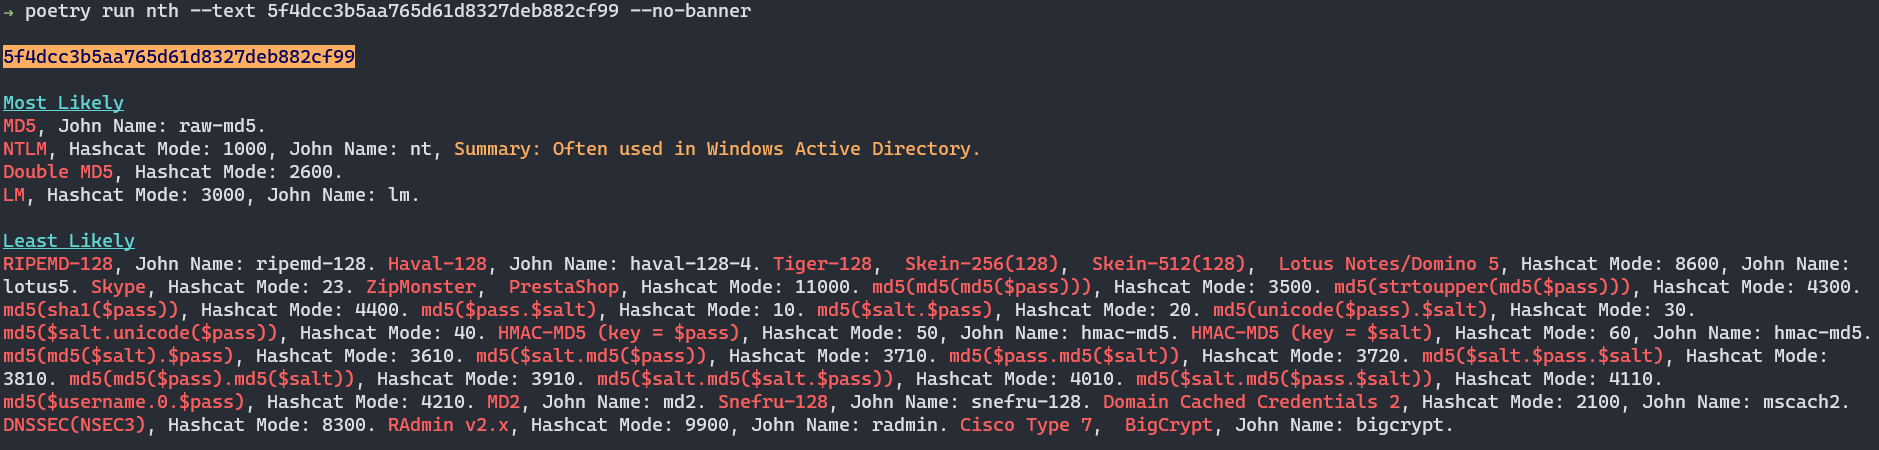 → poetry run nth --text 5f4dcc3b5aa765d61d8327deb882cf99 --no-banner
5f4dcc3b5aa765d61d8327deb882cf99
Most Likely
MD5, John Name: raw-md5.
NTLM, Hashcat Mode: 1000, John Name: nt, Summary: Often used in Windows Active Directory.
Double MD5, Hashcat Mode: 2600.
LM, Hashcat Mode: 3000, John Name: lm.
Least Likely
RIPEMD-128, John Name: ripemd-128. Haval-128, John Name: haval-128-4. Tiger-128,  Skein-256(128),  Skein-512(128),  Lotus Notes/Domino 5, Hashcat Mode: 8600, John Name:
lotus5. Skype, Hashcat Mode: 23. ZipMonster,  PrestaShop, Hashcat Mode: 11000. md5(md5(md5($pass))), Hashcat Mode: 3500. md5(strtoupper(md5($pass))), Hashcat Mode: 4300.
md5(sha1($pass)), Hashcat Mode: 4400. md5($pass.$salt), Hashcat Mode: 10. md5($salt.$pass), Hashcat Mode: 20. md5(unicode($pass).$salt), Hashcat Mode: 30.
md5($salt.unicode($pass)), Hashcat Mode: 40. HMAC-MD5 (key = $pass), Hashcat Mode: 50, John Name: hmac-md5. HMAC-MD5 (key = $salt), Hashcat Mode: 60, John Name: hmac-md5.
md5(md5($salt).$pass), Hashcat Mode: 3610. md5($salt.md5($pass)), Hashcat Mode: 3710. md5($pass.md5($salt)), Hashcat Mode: 3720. md5($salt.$pass.$salt), Hashcat Mode:
3810. md5(md5($pass).md5($salt)), Hashcat Mode: 3910. md5($salt.md5($salt.$pass)), Hashcat Mode: 4010. md5($salt.md5($pass.$salt)), Hashcat Mode: 4110.
md5($username.0.$pass), Hashcat Mode: 4210. MD2, John Name: md2. Snefru-128, John Name: snefru-128. Domain Cached Credentials 2, Hashcat Mode: 2100, John Name: mscach2.
DNSSEC(NSEC3), Hashcat Mode: 8300. RAdmin v2.x, Hashcat Mode: 9900, John Name: radmin. Cisco Type 7,  BigCrypt, John Name: bigcrypt.